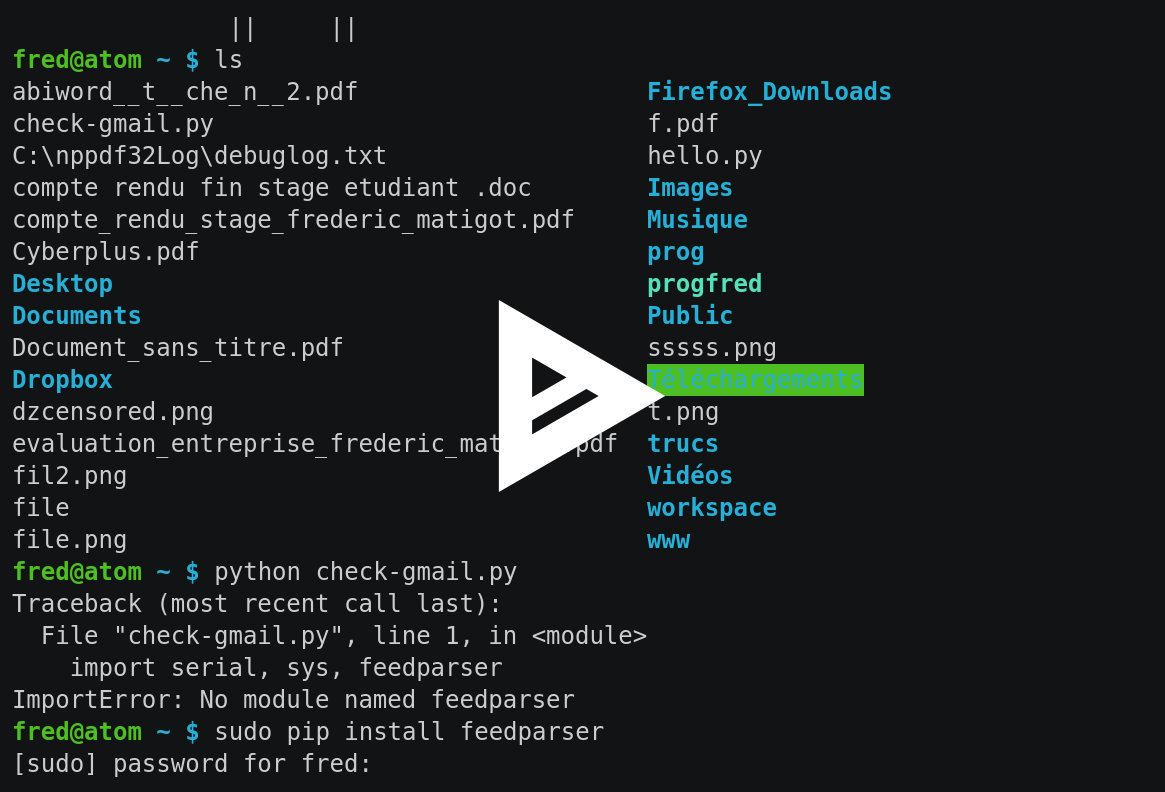 ||     ||
fred@atom ~ $ ls
abiword__t__che_n__2.pdf Firefox_Downloads
check-gmail.py f.pdf
C:\nppdf32Log\debuglog.txt hello.py
compte rendu fin stage etudiant .doc Images
compte_rendu_stage_frederic_matigot.pdf Musique
Cyberplus.pdf prog
Desktop progfred
Documents Public
Document_sans_titre.pdf sssss.png
Dropbox Téléchargements
dzcensored.png t.png
trucs
fil2.png Vidéos
file workspace
file.png www
fred@atom ~ $ python check-gmail.py
Traceback (most recent call last):
  File "check-gmail.py", line 1, in <module>
    import serial, sys, feedparser
ImportError: No module named feedparser
fred@atom ~ $ sudo pip install feedparser
[sudo] password for fred: